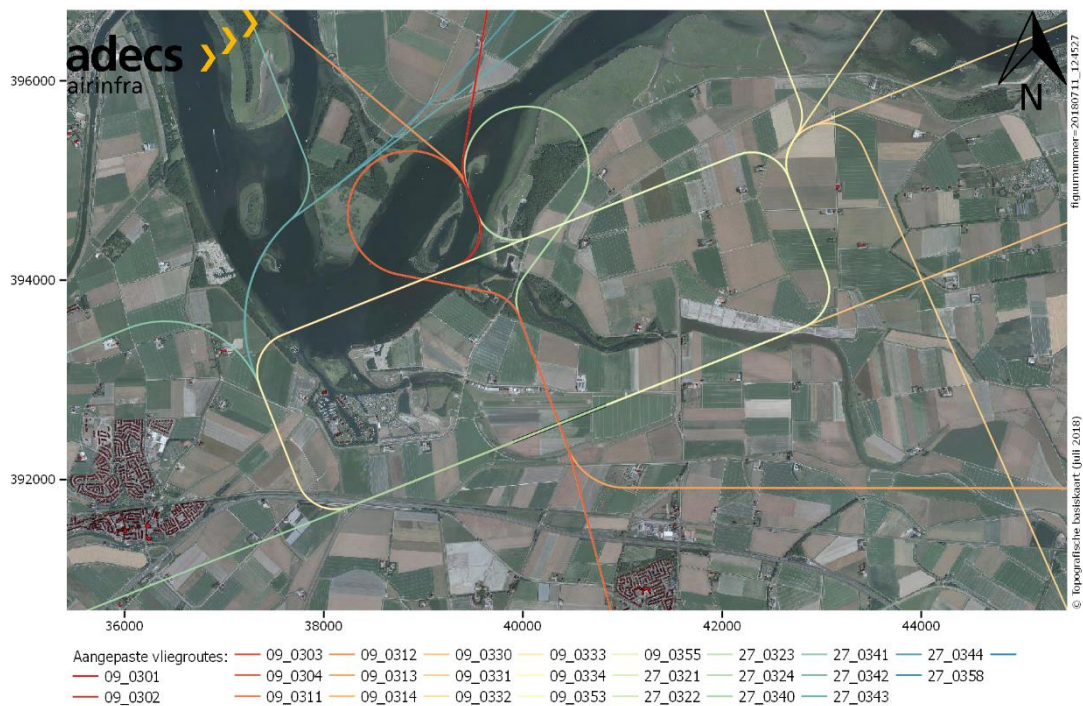 adecs
airinfra
N
396000
394000
392000
36000 38000 40000 42000 44000
figuurnummer=20180711_124527
© Topografische basiskaart (Juli 2018)
Aangepaste vliegroutes: 09_0303 09_0312 09_0330 09_0333 09_0355 27_0323 27_0341 27_0344
09_0301 09_0304 09_0313 09_0331 09_0334 27_0321 27_0324 27_0342 27_0358
09_0302 09_0311 09_0314 09_0332 09_0353 27_0322 27_0340 27_0343